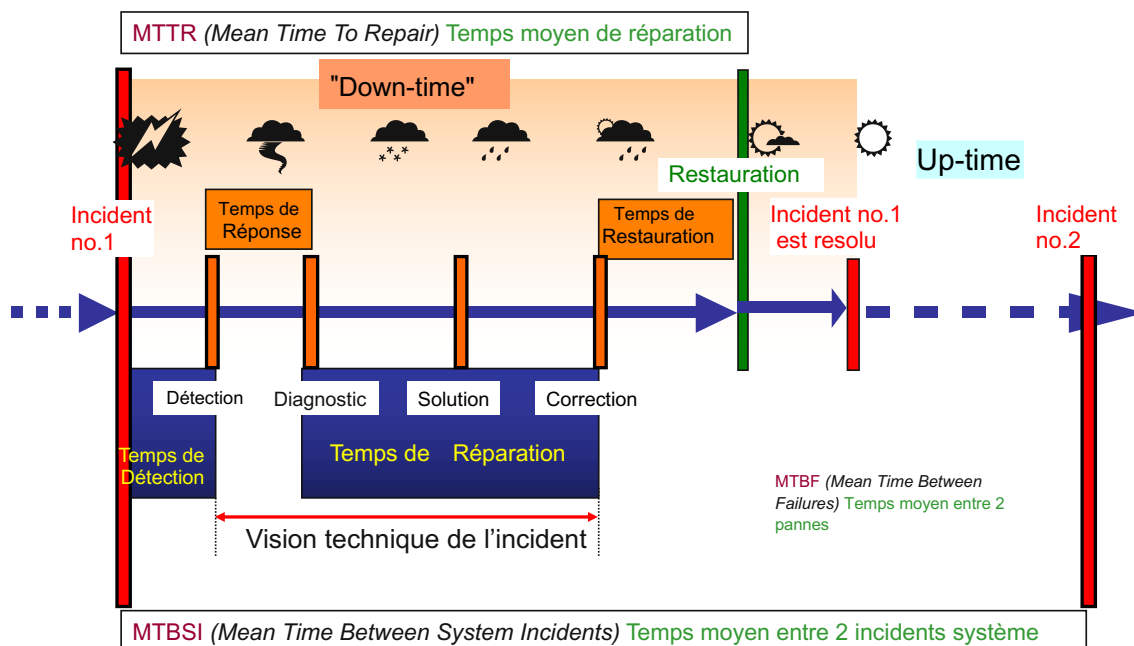 MTTR (Mean Time To Repair) Temps moyen de réparation
"Down-time"
Up-time
Restauration
Incident
no.1
Temps de
Réponse
Temps de
Restauration
Incident no.1
est resolu
Incident
no.2
Détection
Diagnostic
Solution
Correction
Temps de
Détection
Temps de Réparation
MTBF (Mean Time Between
Failures) Temps moyen entre 2
pannes
Vision technique de l'incident
MTBSI (Mean Time Between System Incidents) Temps moyen entre 2 incidents système